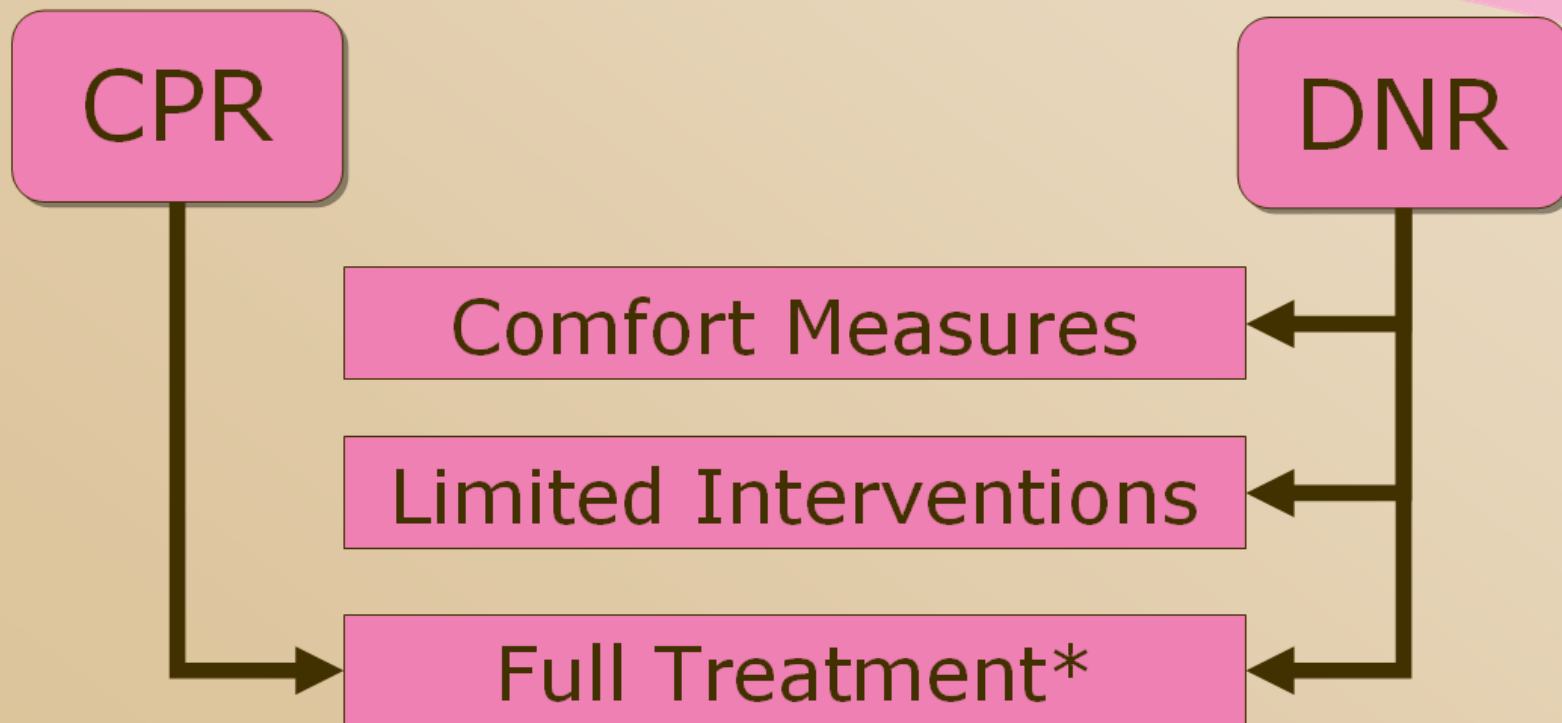 CPR
DNR
Comfort Measures
Limited Interventions
Full Treatment*